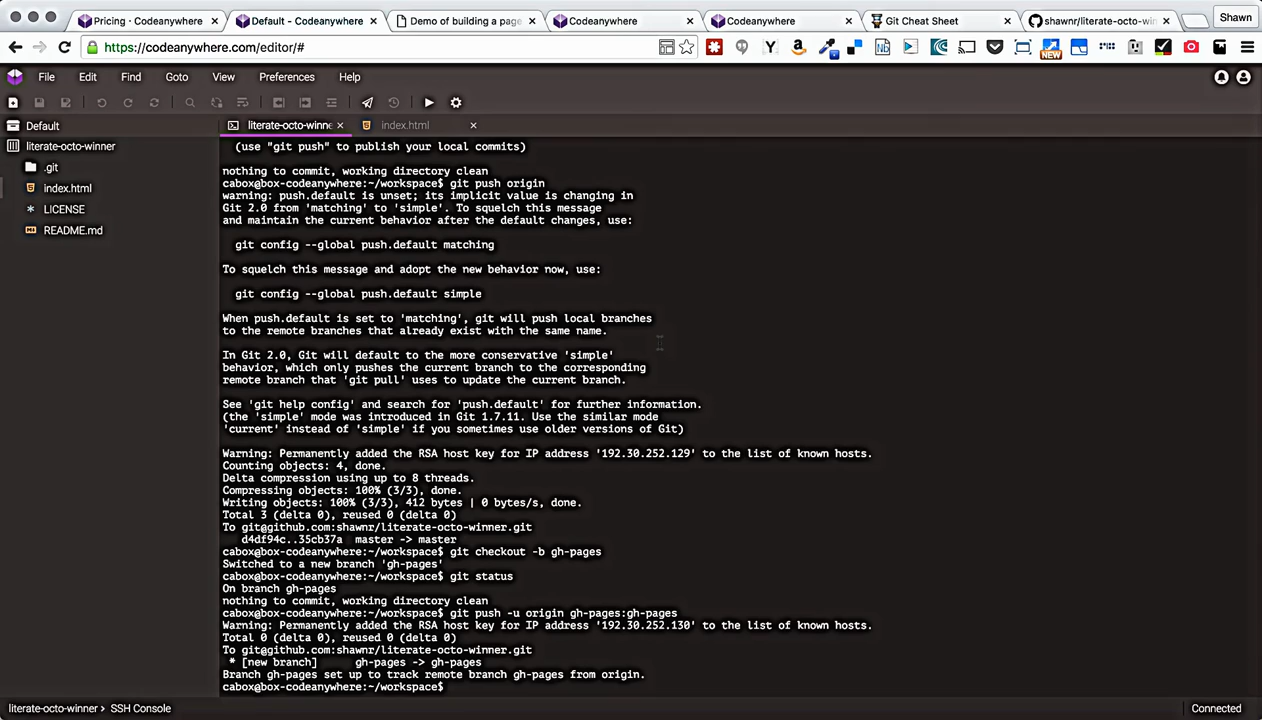 Pricing - Codeanywhere
Default - Codeanywhere
Demo of building a page
Codeanywhere
Codeanywhere
Git Cheat Sheet
shawnr/literate-octo-winner
Shawn
https://codeanywhere.com/editor/#
NEW
File Edit Find Goto View Preferences Help
Default
literate-octo-winner
.git
index.html
LICENSE
README.md
literate-octo-winne
index.html
(use "git push" to publish your local commits)
nothing to commit, working directory clean
cabox@box-codeanywhere:~/workspace$ git push origin
warning: push.default is unset; its implicit value is changing in
Git 2.0 from 'matching' to 'simple'. To squelch this message
and maintain the current behavior after the default changes, use:
git config --global push.default matching
To squelch this message and adopt the new behavior now, use:
git config --global push.default simple
When push.default is set to 'matching', git will push local branches
to the remote branches that already exist with the same name.
In Git 2.0, Git will default to the more conservative 'simple'
behavior, which only pushes the current branch to the corresponding
remote branch that 'git pull' uses to update the current branch.
See 'git help config' and search for 'push.default' for further information.
(the 'simple' mode was introduced in Git 1.7.11. Use the similar mode
'current' instead of 'simple' if you sometimes use older versions of Git)
Warning: Permanently added the RSA host key for IP address '192.30.252.129' to the list of known hosts.
Counting objects: 4, done.
Delta compression using up to 8 threads.
Compressing objects: 100% (3/3), done.
Writing objects: 100% (3/3), 412 bytes | 0 bytes/s, done.
Total 3 (delta 0), reused 0 (delta 0)
To git@github.com:shawnr/literate-octo-winner.git
d4df94c..35cb37a  master -> master
cabox@box-codeanywhere:~/workspace$ git checkout -b gh-pages
Switched to a new branch 'gh-pages'
cabox@box-codeanywhere:~/workspace$ git status
On branch gh-pages
nothing to commit, working directory clean
cabox@box-codeanywhere:~/workspace$ git push -u origin gh-pages:gh-pages
Warning: Permanently added the RSA host key for IP address '192.30.252.130' to the list of known hosts.
Total 0 (delta 0), reused 0 (delta 0)
To git@github.com:shawnr/literate-octo-winner.git
* [new branch]      gh-pages -> gh-pages
Branch gh-pages set up to track remote branch gh-pages from origin.
cabox@box-codeanywhere:~/workspace$
literate-octo-winner > SSH Console
Connected